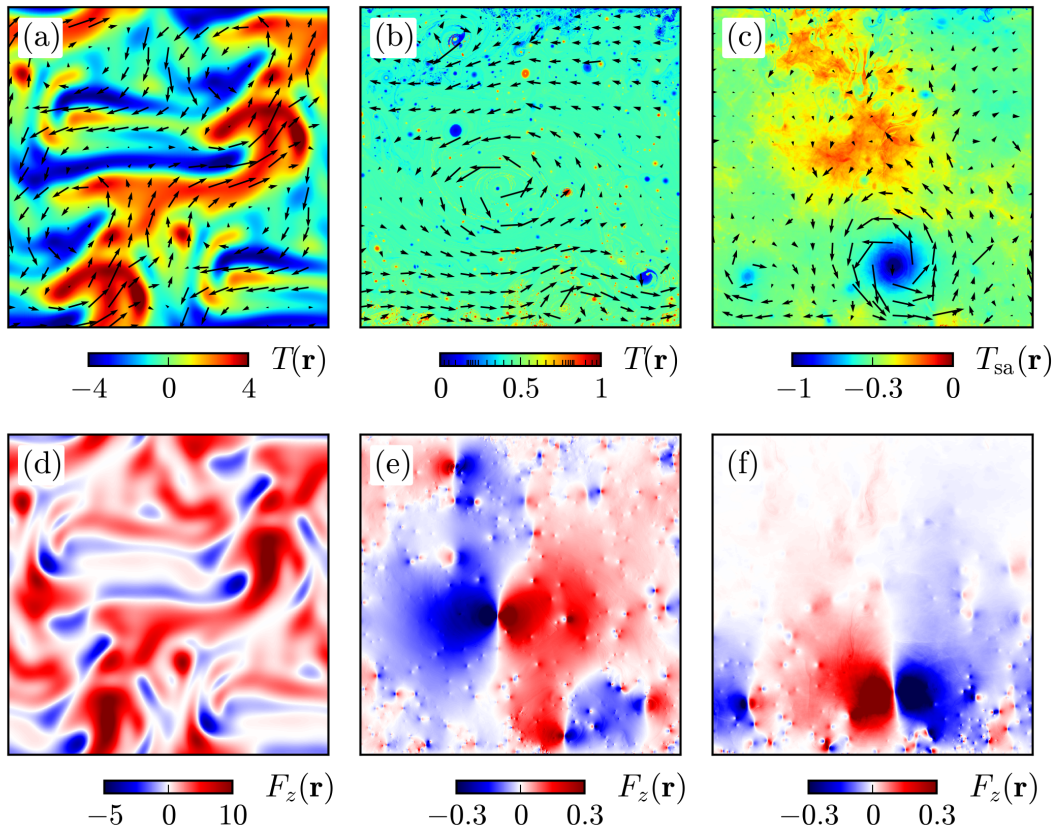 (a) (b) (c)
−4 0 4 T(r) 0 0.5 1 T(r) −1 −0.3 0 Tsa(r)
(d) (e) (f)
−5 0 10 Fz(r) −0.3 0 0.3 Fz(r) −0.3 0 0.3 Fz(r)